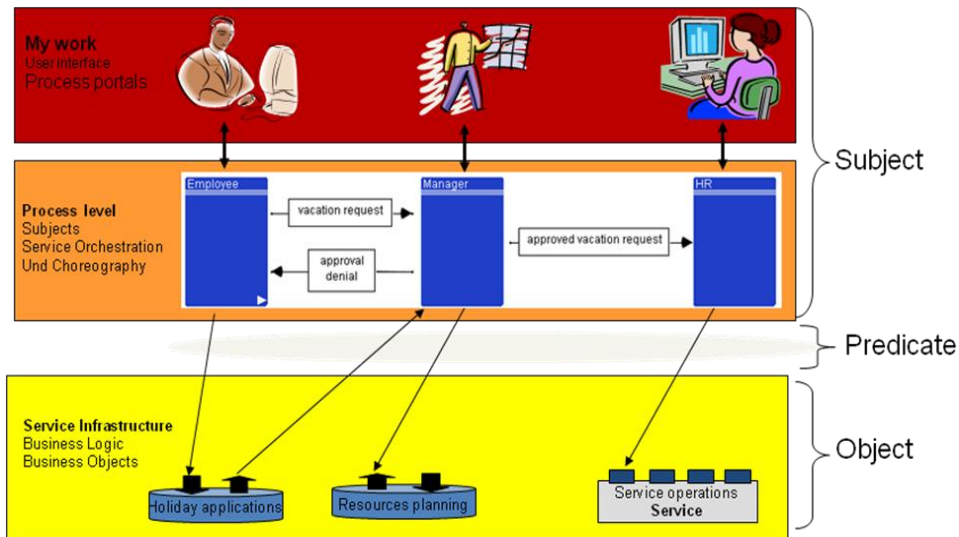 My work
User interface
Process portals
Subject
Employee
Manager
HR
vacation request
approved vacation request
approval
denial
Process level
Subjects
Service Orchestration
Und Choreography
Predicate
Service Infrastructure
Business Logic
Business Objects
Object
Holiday applications
Resources planning
Service operations
Service